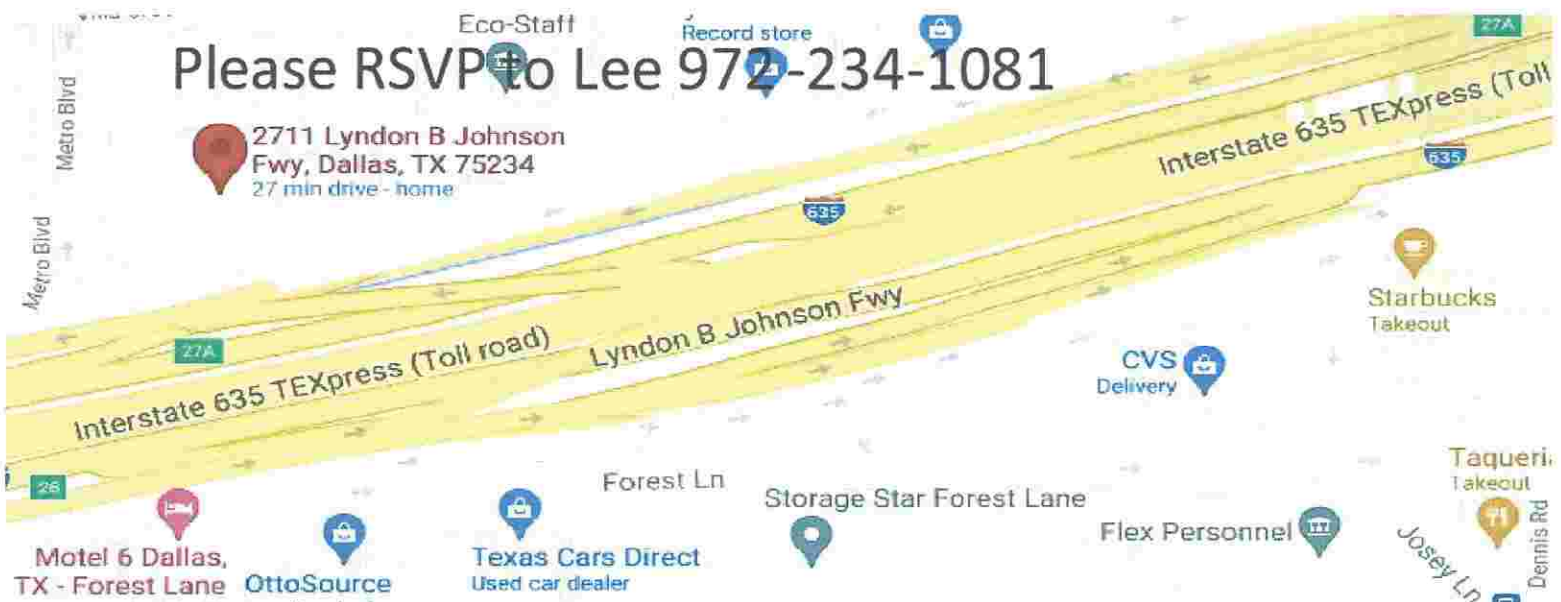 Eco-Staff
Record store
27A
Please RSVP to Lee 972-234-1081
Metro Blvd
2711 Lyndon B Johnson
Fwy, Dallas, TX 75234
27 min drive - home
Interstate 635 TEXpress (Toll
635
635
Metro Blvd
Starbucks
Takeout
Lyndon B Johnson Fwy
27A
Interstate 635 TEXpress (Toll road)
CVS
Delivery
26
Forest Ln
Storage Star Forest Lane
Flex Personnel
Taqueri
Takeout
Dennis Rd
Josey Ln
Motel 6 Dallas,
TX - Forest Lane
OttoSource
Texas Cars Direct
Used car dealer